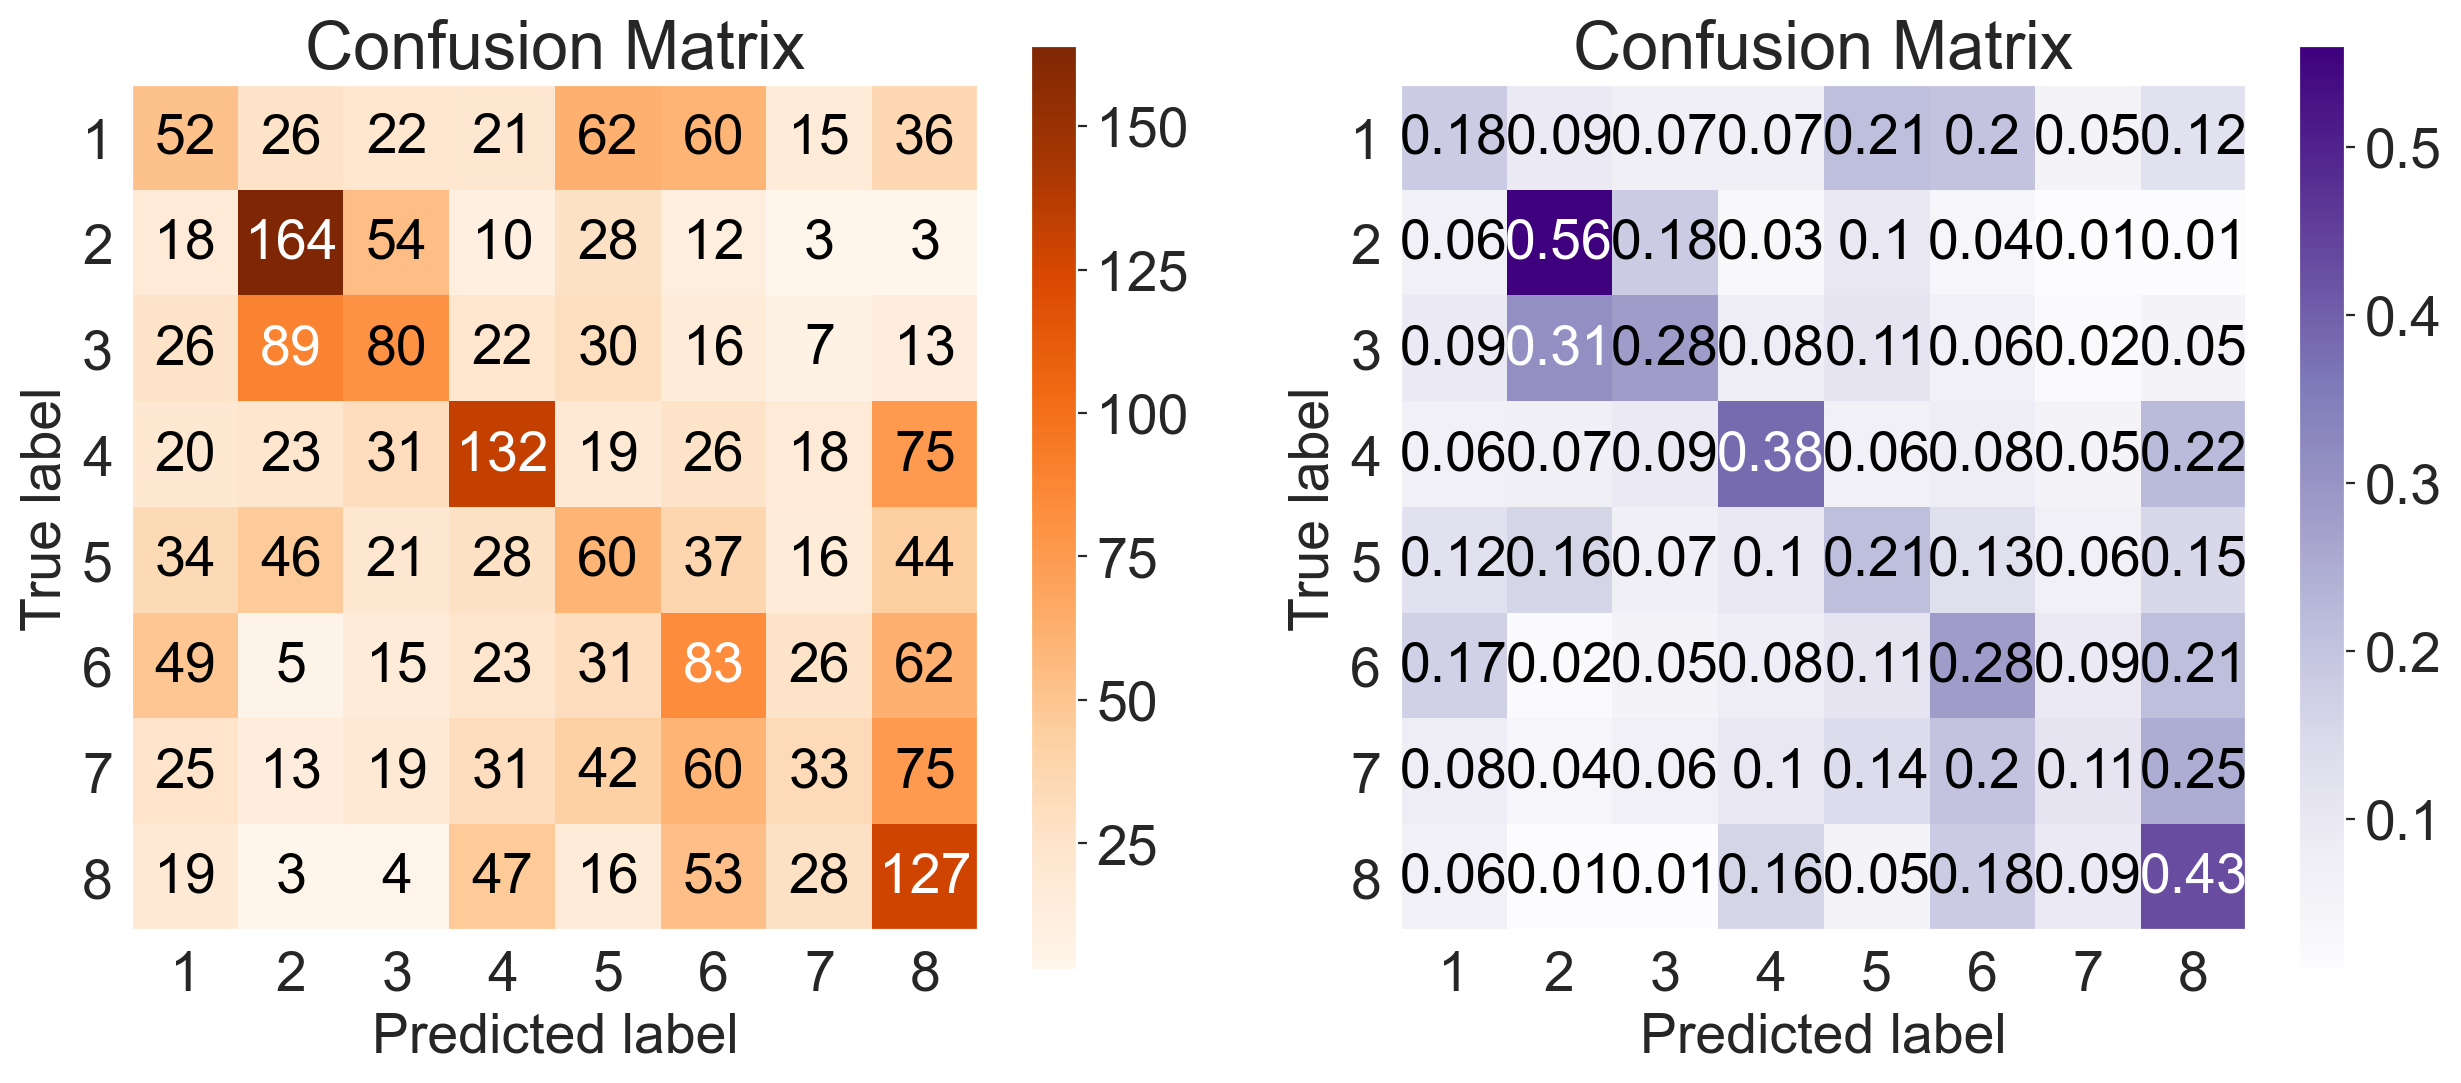 Confusion Matrix
1 52 26 22 21 62 60 15 36
2 18 164 54 10 28 12 3 3
3 26 89 80 22 30 16 7 13
4 20 23 31 132 19 26 18 75
5 34 46 21 28 60 37 16 44
6 49 5 15 23 31 83 26 62
7 25 13 19 31 42 60 33 75
8 19 3 4 47 16 53 28 127
1 2 3 4 5 6 7 8
Predicted label
True label
150
125
100
75
50
25
Confusion Matrix
1 0.18 0.09 0.07 0.07 0.21 0.2 0.05 0.12
2 0.06 0.56 0.18 0.03 0.1 0.04 0.01 0.01
3 0.09 0.31 0.28 0.08 0.11 0.06 0.02 0.05
4 0.06 0.07 0.09 0.38 0.06 0.08 0.05 0.22
5 0.12 0.16 0.07 0.1 0.21 0.13 0.06 0.15
6 0.17 0.02 0.05 0.08 0.11 0.28 0.09 0.21
7 0.08 0.04 0.06 0.1 0.14 0.2 0.11 0.25
8 0.06 0.01 0.01 0.16 0.05 0.18 0.09 0.43
1 2 3 4 5 6 7 8
Predicted label
True label
0.5
0.4
0.3
0.2
0.1